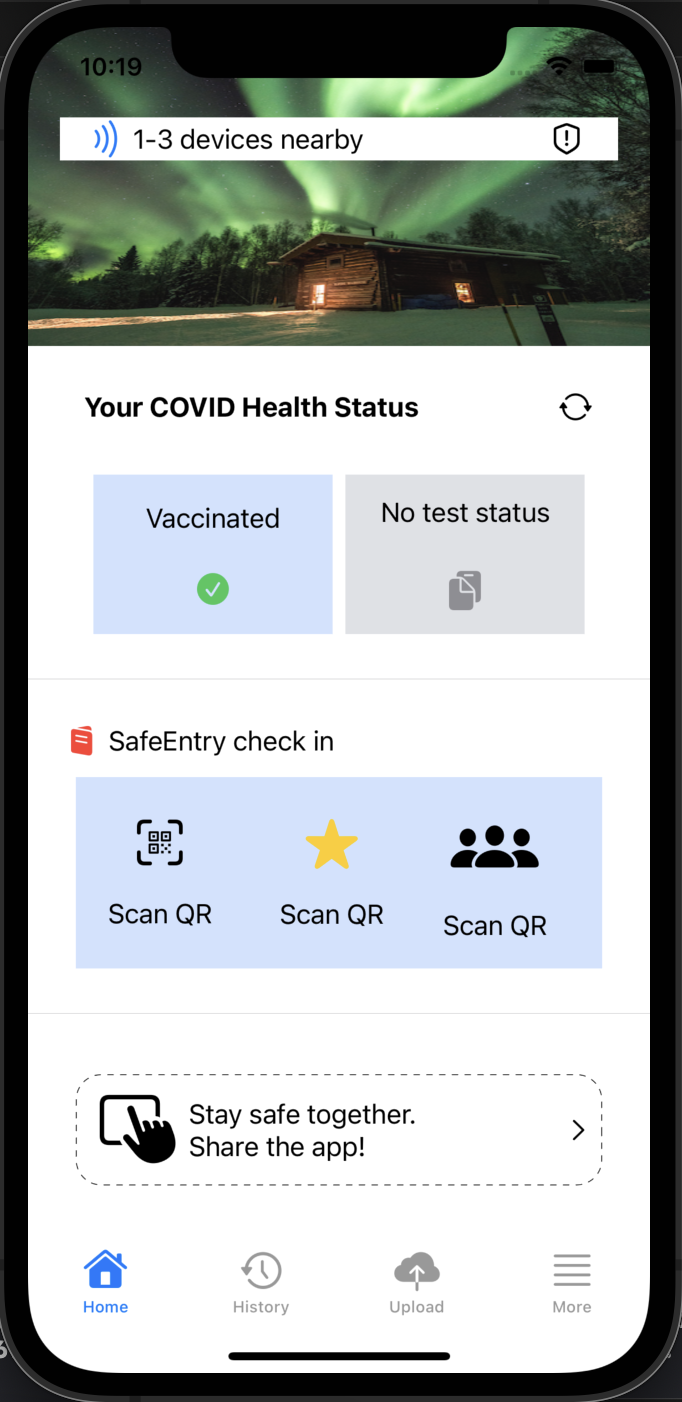 10:19
1-3 devices nearby
Your COVID Health Status
Vaccinated
No test status
SafeEntry check in
Scan QR
Scan QR
Scan QR
Stay safe together.
Share the app!
Home
History
Upload
More